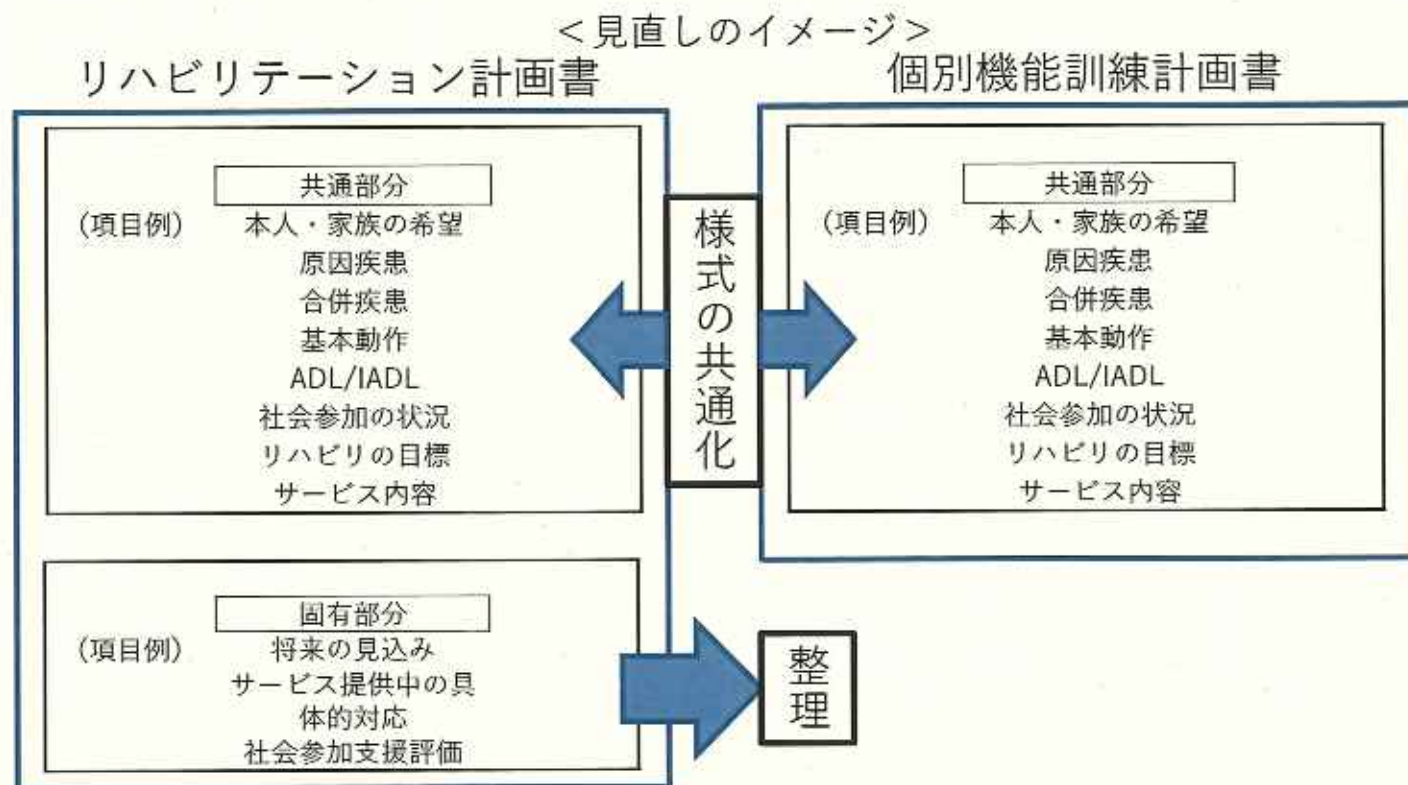 ＜見直しのイメージ＞
リハビリテーション計画書
共通部分
(項目例)
本人・家族の希望
原因疾患
合併疾患
基本動作
ADL/IADL
社会参加の状況
リハビリの目標
サービス内容
固有部分
(項目例)
将来の見込み
サービス提供中の具
体的対応
社会参加支援評価
様式の共通化
整理
個別機能訓練計画書
共通部分
(項目例)
本人・家族の希望
原因疾患
合併疾患
基本動作
ADL/IADL
社会参加の状況
リハビリの目標
サービス内容